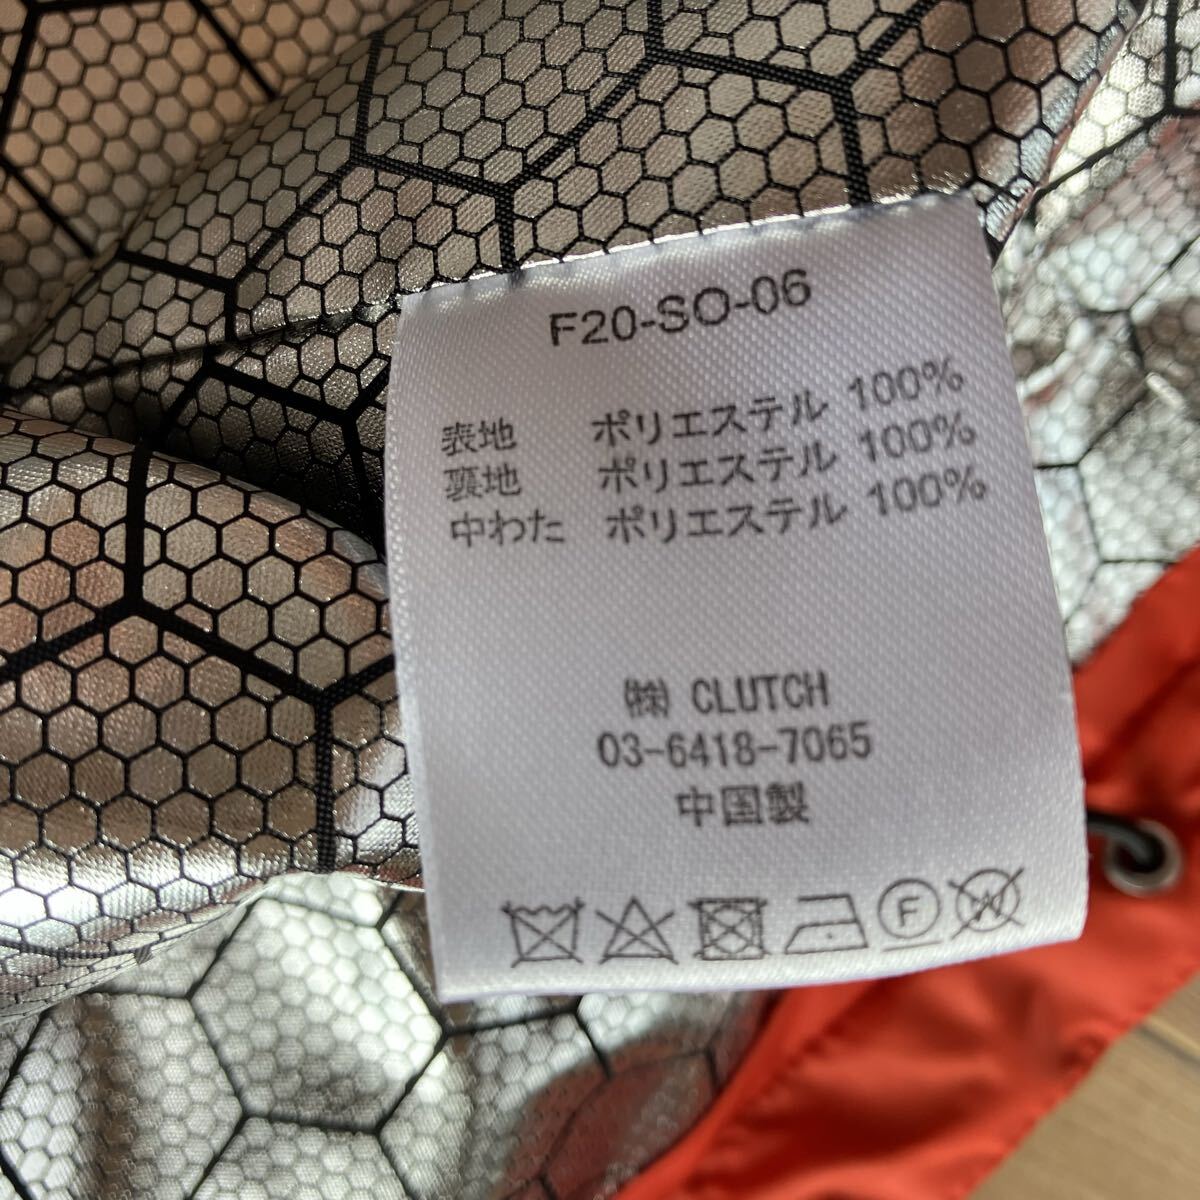 F20-SO-06
表地 ポリエステル 100%
裏地 ポリエステル 100%
中わた ポリエステル 100%
㈱ CLUTCH
03-6418-7065
中国製
F W